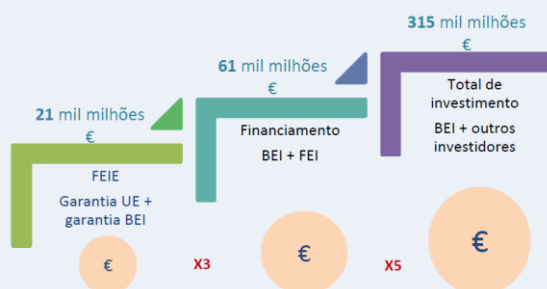 315 mil milhões
€
61 mil milhões
€
21 mil milhões
€
Total de
investimento
BEI + outros
investidores
Financiamento
BEI + FEI
FEIE
Garantia UE +
garantia BEI
€
X3
€
X5
€